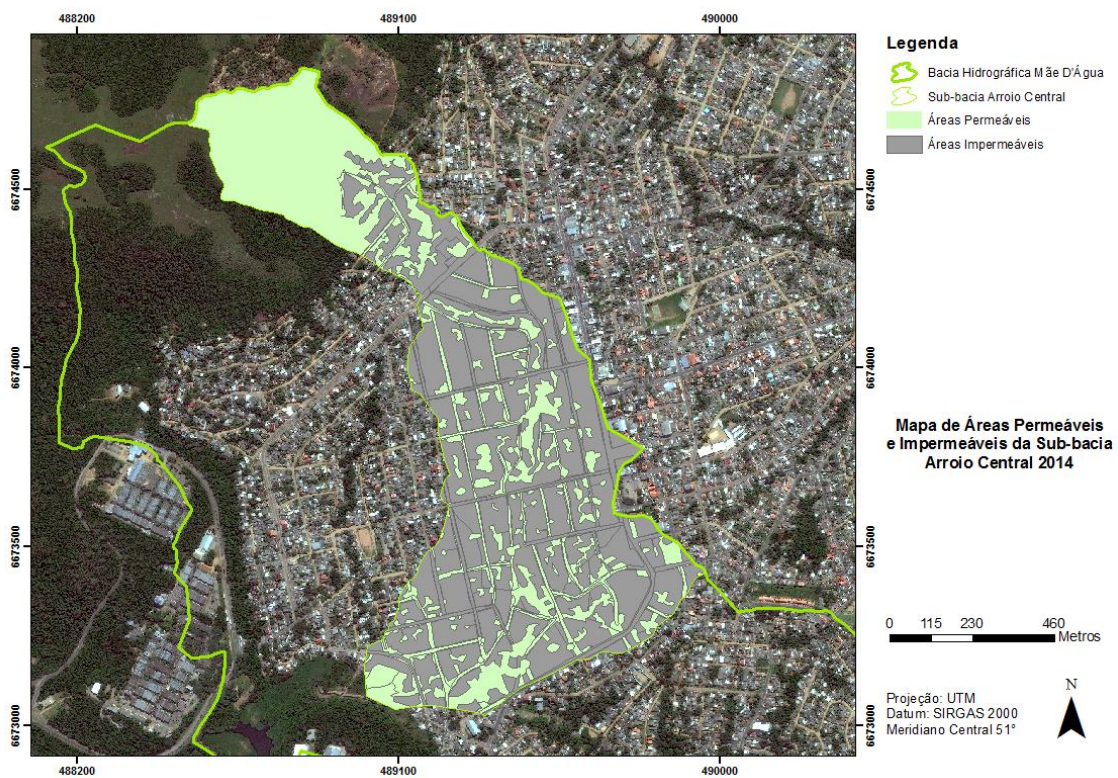 488200
489100
490000
6674500
6674000
6673500
6673000
6674500
6674000
6673500
6673000
488200
489100
490000
Legenda
Bacia Hidrográfica Mãe D'Água
Sub-bacia Arroio Central
Áreas Permeáveis
Áreas Impermeáveis
Mapa de Áreas Permeáveis
e Impermeáveis da Sub-bacia
Arroio Central 2014
0 115 230 460
Metros
N
Projeção: UTM
Datum: SIRGAS 2000
Meridiano Central 51°